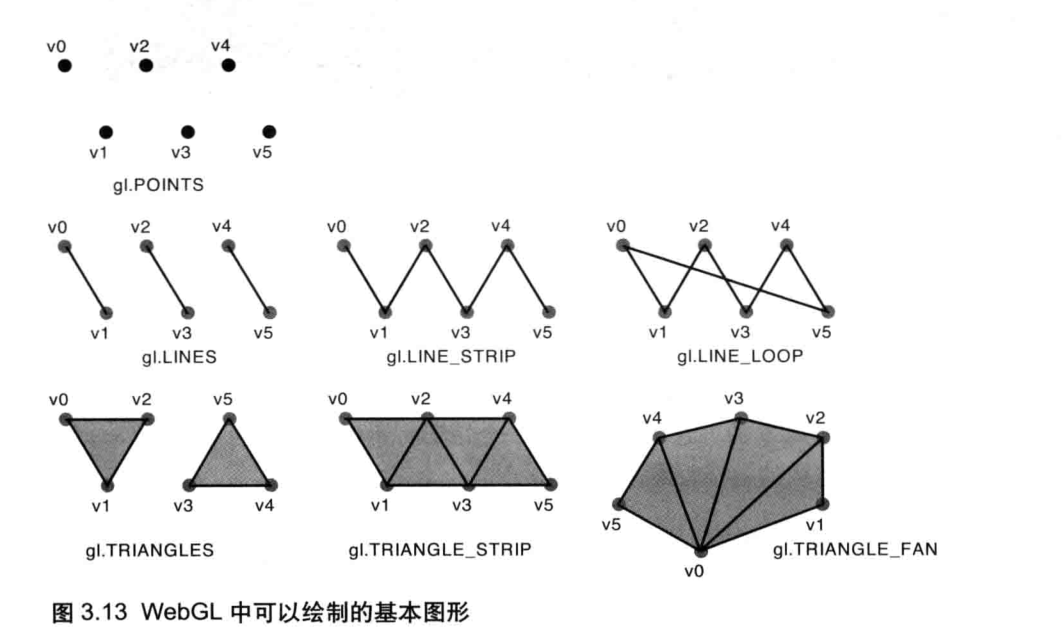 v0 v2 v4
v1 v3 v5
gl.POINTS
v0 v2 v4 v0 v2 v4 v0 v2 v4
v1 v3 v5 v1 v3 v5 v1 v3 v5
gl.LINES gl.LINE_STRIP gl.LINE_LOOP
v0 v2 v5 v0 v2 v4 v3
v4 v2
v1 v3 v4 v1 v3 v5 v5 v1
gl.TRIANGLES gl.TRIANGLE_STRIP gl.TRIANGLE_FAN
v0
图 3.13 WebGL 中可以绘制的基本图形